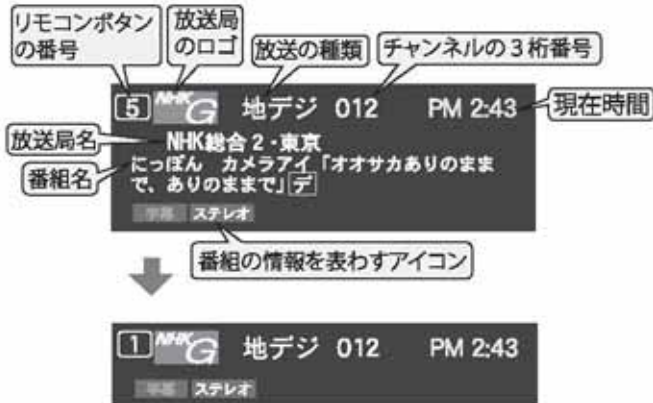 リモコンボタン
の番号
放送局
のロゴ
放送の種類
チャンネルの3桁番号
5 NHK G 地デジ 012 PM 2:43
現在時間
放送局名
NHK総合2・東京
番組名
にっぽん カメラアイ「オオサカありのまま
で、ありのままで」デ
字幕 ステレオ
番組の情報を表わすアイコン
1 NHK G 地デジ 012 PM 2:43
字幕 ステレオ